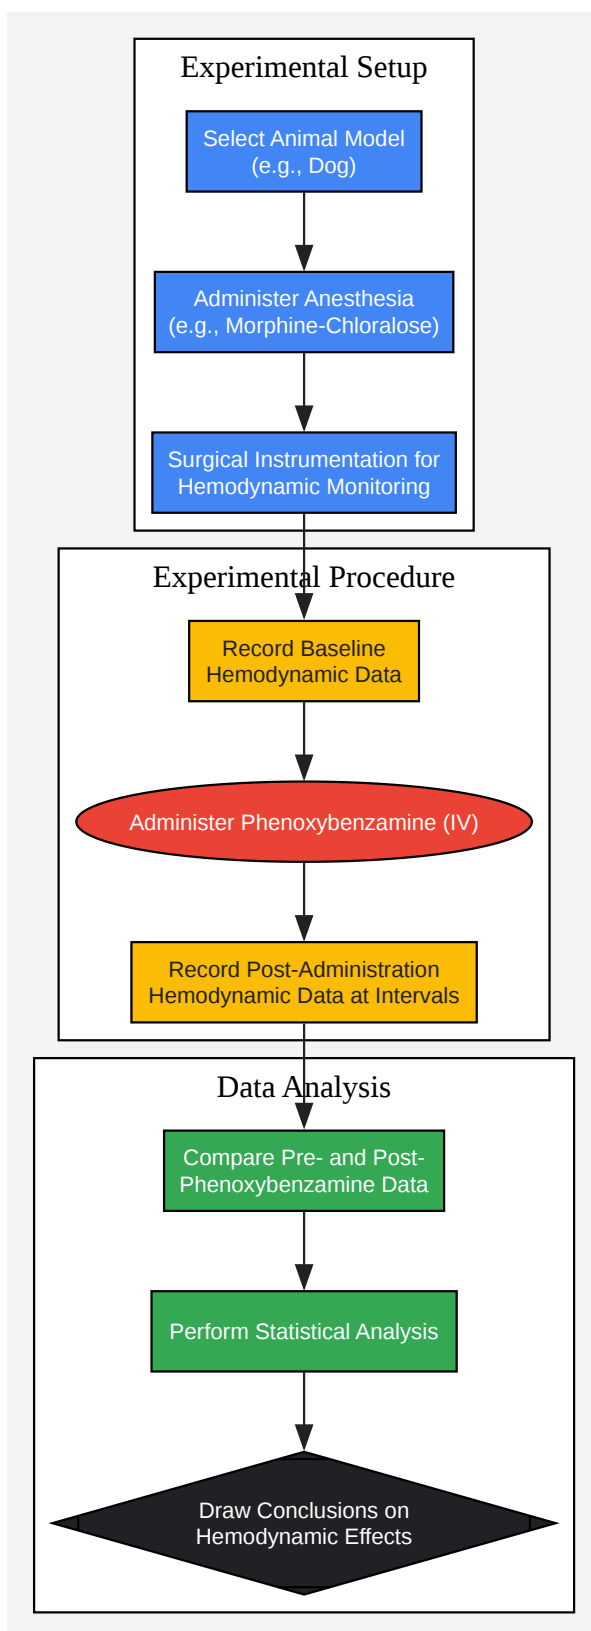 Experimental Setup
Select Animal Model
(e.g., Dog)
Administer Anesthesia
(e.g., Morphine-Chloralose)
Surgical Instrumentation for
Hemodynamic Monitoring
Experimental Procedure
Record Baseline
Hemodynamic Data
Administer Phenoxybenzamine (IV)
Record Post-Administration
Hemodynamic Data at Intervals
Data Analysis
Compare Pre- and Post-
Phenoxybenzamine Data
Perform Statistical Analysis
Draw Conclusions on
Hemodynamic Effects